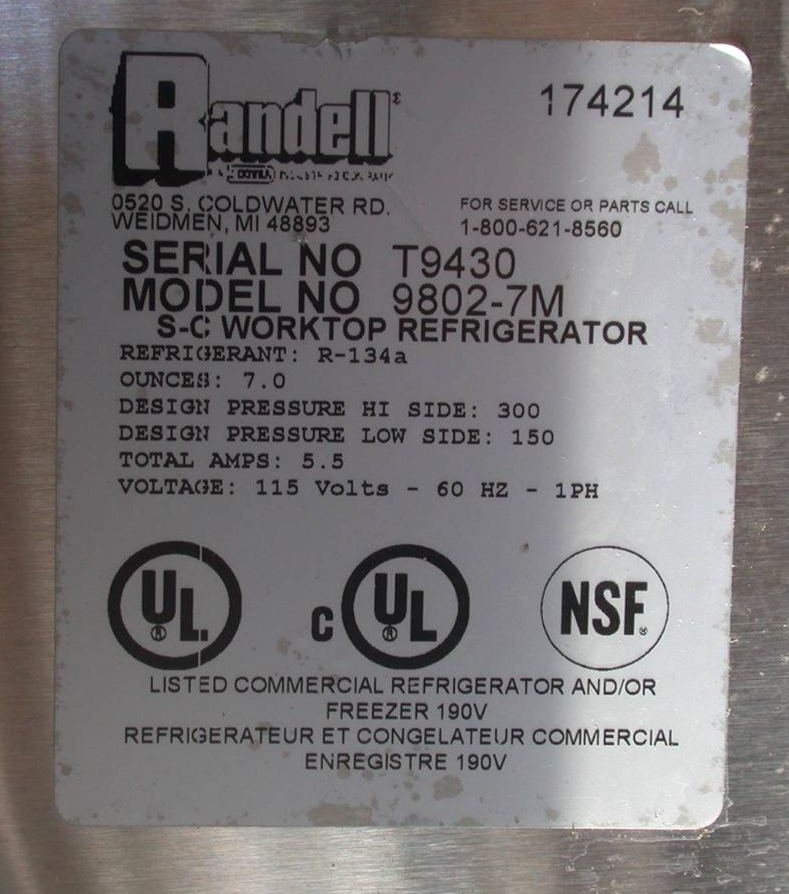 Randell 174214
0520 S. COLDWATER RD.
WEIDMEN, MI 48893
FOR SERVICE OR PARTS CALL
1-800-621-8560
SERIAL NO T9430
MODEL NO 9802-7M
S-C WORKTOP REFRIGERATOR
REFRIGERANT: R-134a
OUNCES: 7.0
DESIGN PRESSURE HI SIDE: 300
DESIGN PRESSURE LOW SIDE: 150
TOTAL AMPS: 5.5
VOLTAGE: 115 Volts - 60 HZ - 1PH
UL® C UL® NSF®
LISTED COMMERCIAL REFRIGERATOR AND/OR
FREEZER 190V
REFRIGERATEUR ET CONGELATEUR COMMERCIAL
ENREGISTRE 190V